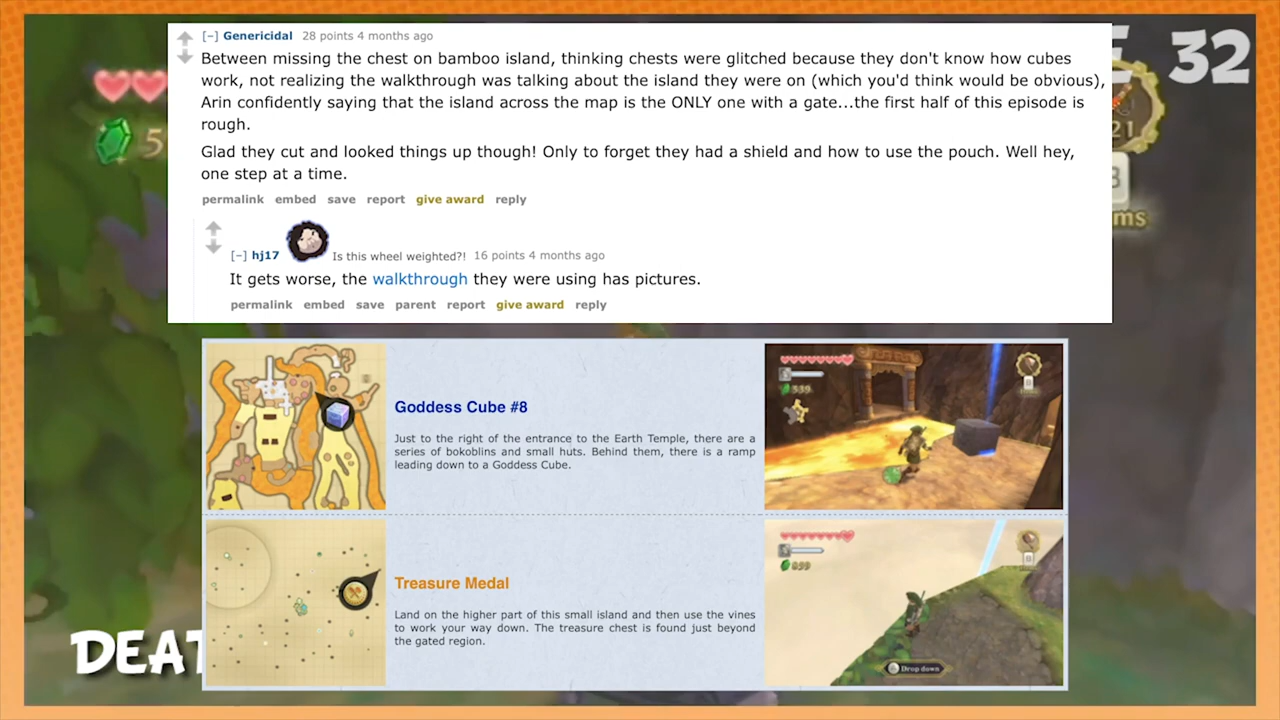 [–] Genericidal 28 points 4 months ago
Between missing the chest on bamboo island, thinking chests were glitched because they don't know how cubes
work, not realizing the walkthrough was talking about the island they were on (which you'd think would be obvious),
Arin confidently saying that the island across the map is the ONLY one with a gate...the first half of this episode is
rough.
Glad they cut and looked things up though! Only to forget they had a shield and how to use the pouch. Well hey,
one step at a time.
permalink embed save report give award reply
[–] hj17 Is this wheel weighted?! 16 points 4 months ago
It gets worse, the walkthrough they were using has pictures.
permalink embed save parent report give award reply
32
5
21
ms
Goddess Cube #8
Just to the right of the entrance to the Earth Temple, there are a
series of bokoblins and small huts. Behind them, there is a ramp
leading down to a Goddess Cube.
339
Treasure Medal
Land on the higher part of this small island and then use the vines
to work your way down. The treasure chest is found just beyond
the gated region.
Drop down
DEAT